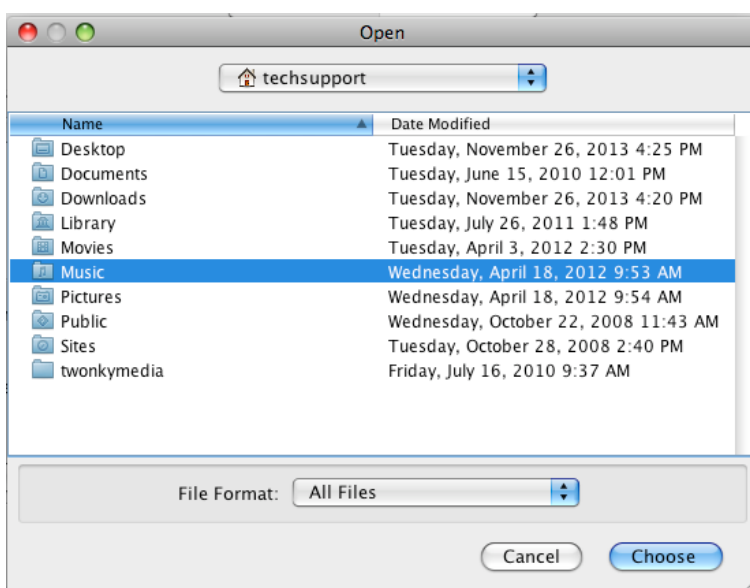 Open
techsupport
Name Date Modified
Desktop Tuesday, November 26, 2013 4:25 PM
Documents Tuesday, June 15, 2010 12:01 PM
Downloads Tuesday, November 26, 2013 4:20 PM
Library Tuesday, July 26, 2011 1:48 PM
Movies Tuesday, April 3, 2012 2:30 PM
Music Wednesday, April 18, 2012 9:53 AM
Pictures Wednesday, April 18, 2012 9:54 AM
Public Wednesday, October 22, 2008 11:43 AM
Sites Tuesday, October 28, 2008 2:40 PM
twonkymedia Friday, July 16, 2010 9:37 AM
File Format: All Files
Cancel Choose